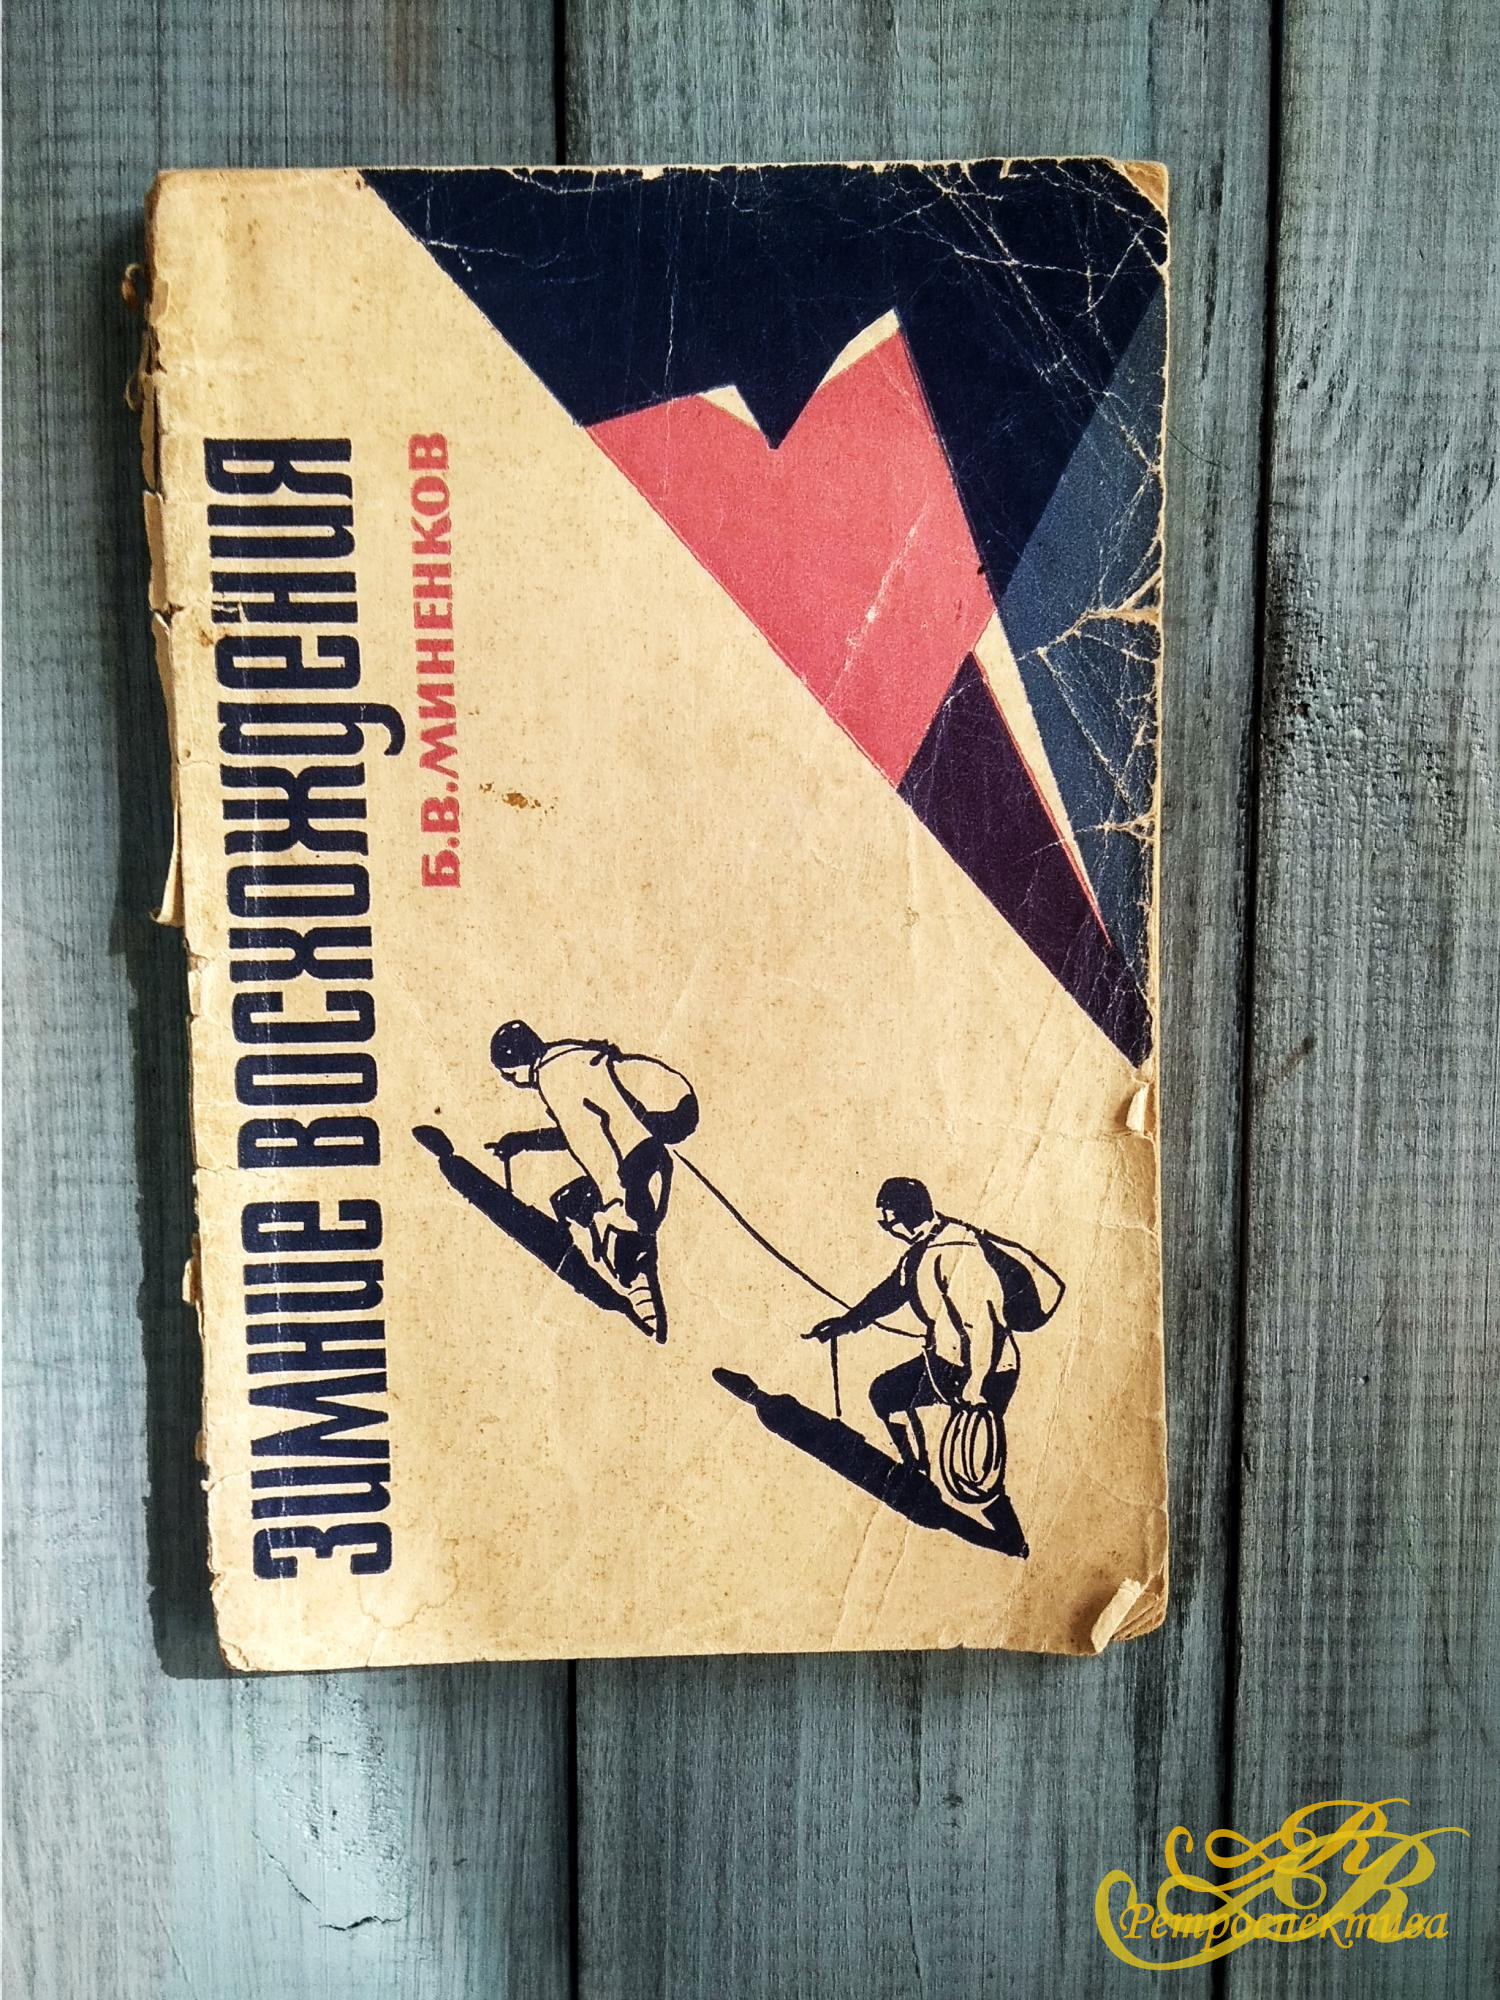 ЗИМНИЕ ВОСХОЖДЕНИЯ
Б.В.МИНЕНКОВ
Ретроспектива